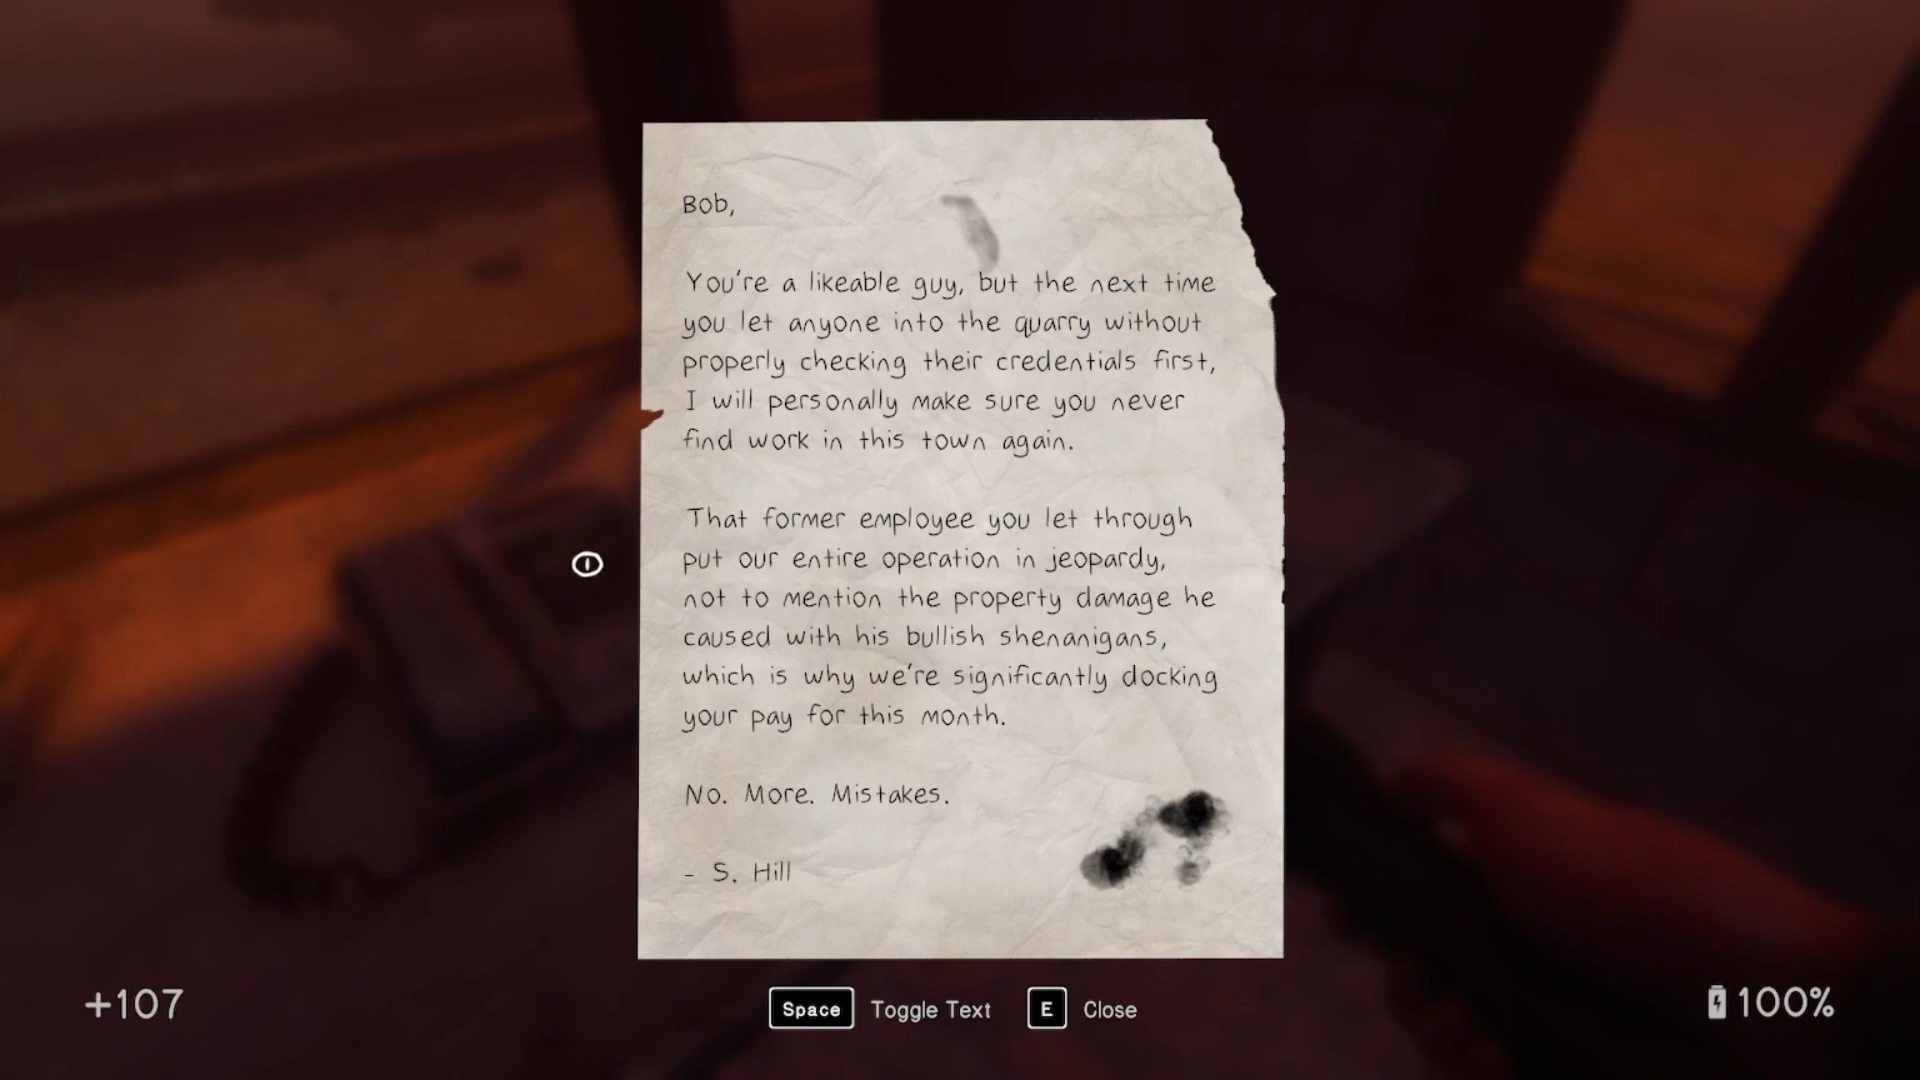 Bob,
You're a likeable guy, but the next time
you let anyone into the quarry without
properly checking their credentials first,
I will personally make sure you never
find work in this town again.
That former employee you let through
put our entire operation in jeopardy,
not to mention the property damage he
caused with his bullish shenanigans,
which is why we're significantly docking
your pay for this month.
No. More. Mistakes.
- S. Hill
+107
Space Toggle Text E Close
100%